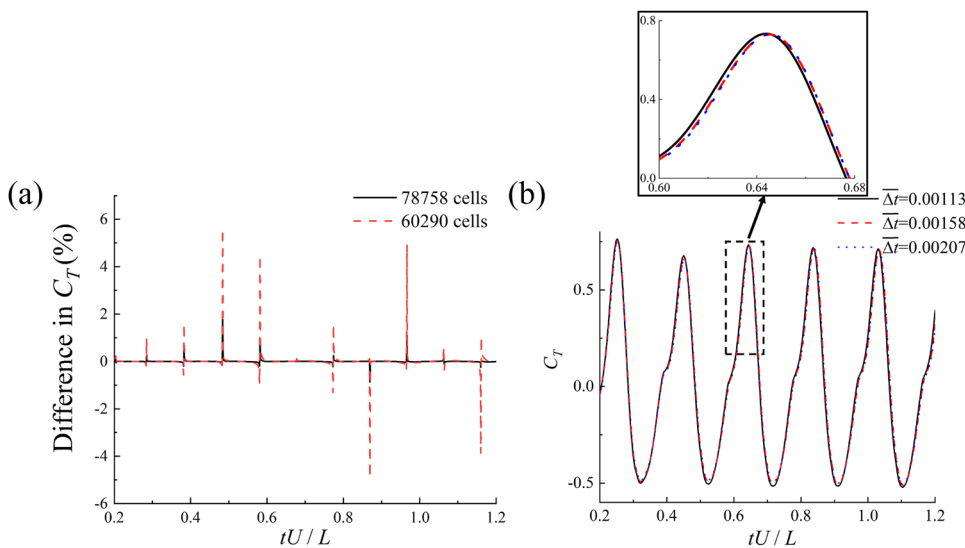 0.8
0.4
0.0
0.60
0.64
0.68
(a)
Difference in C_T(%)
6
4
2
0
-2
-4
-6
0.2
0.4
0.6
0.8
1.0
1.2
tU / L
78758 cells
60290 cells
(b)
Δt=0.00113
Δt=0.00158
Δt=0.00207
C_T
0.5
0.0
-0.5
0.2
0.4
0.6
0.8
1.0
1.2
tU / L